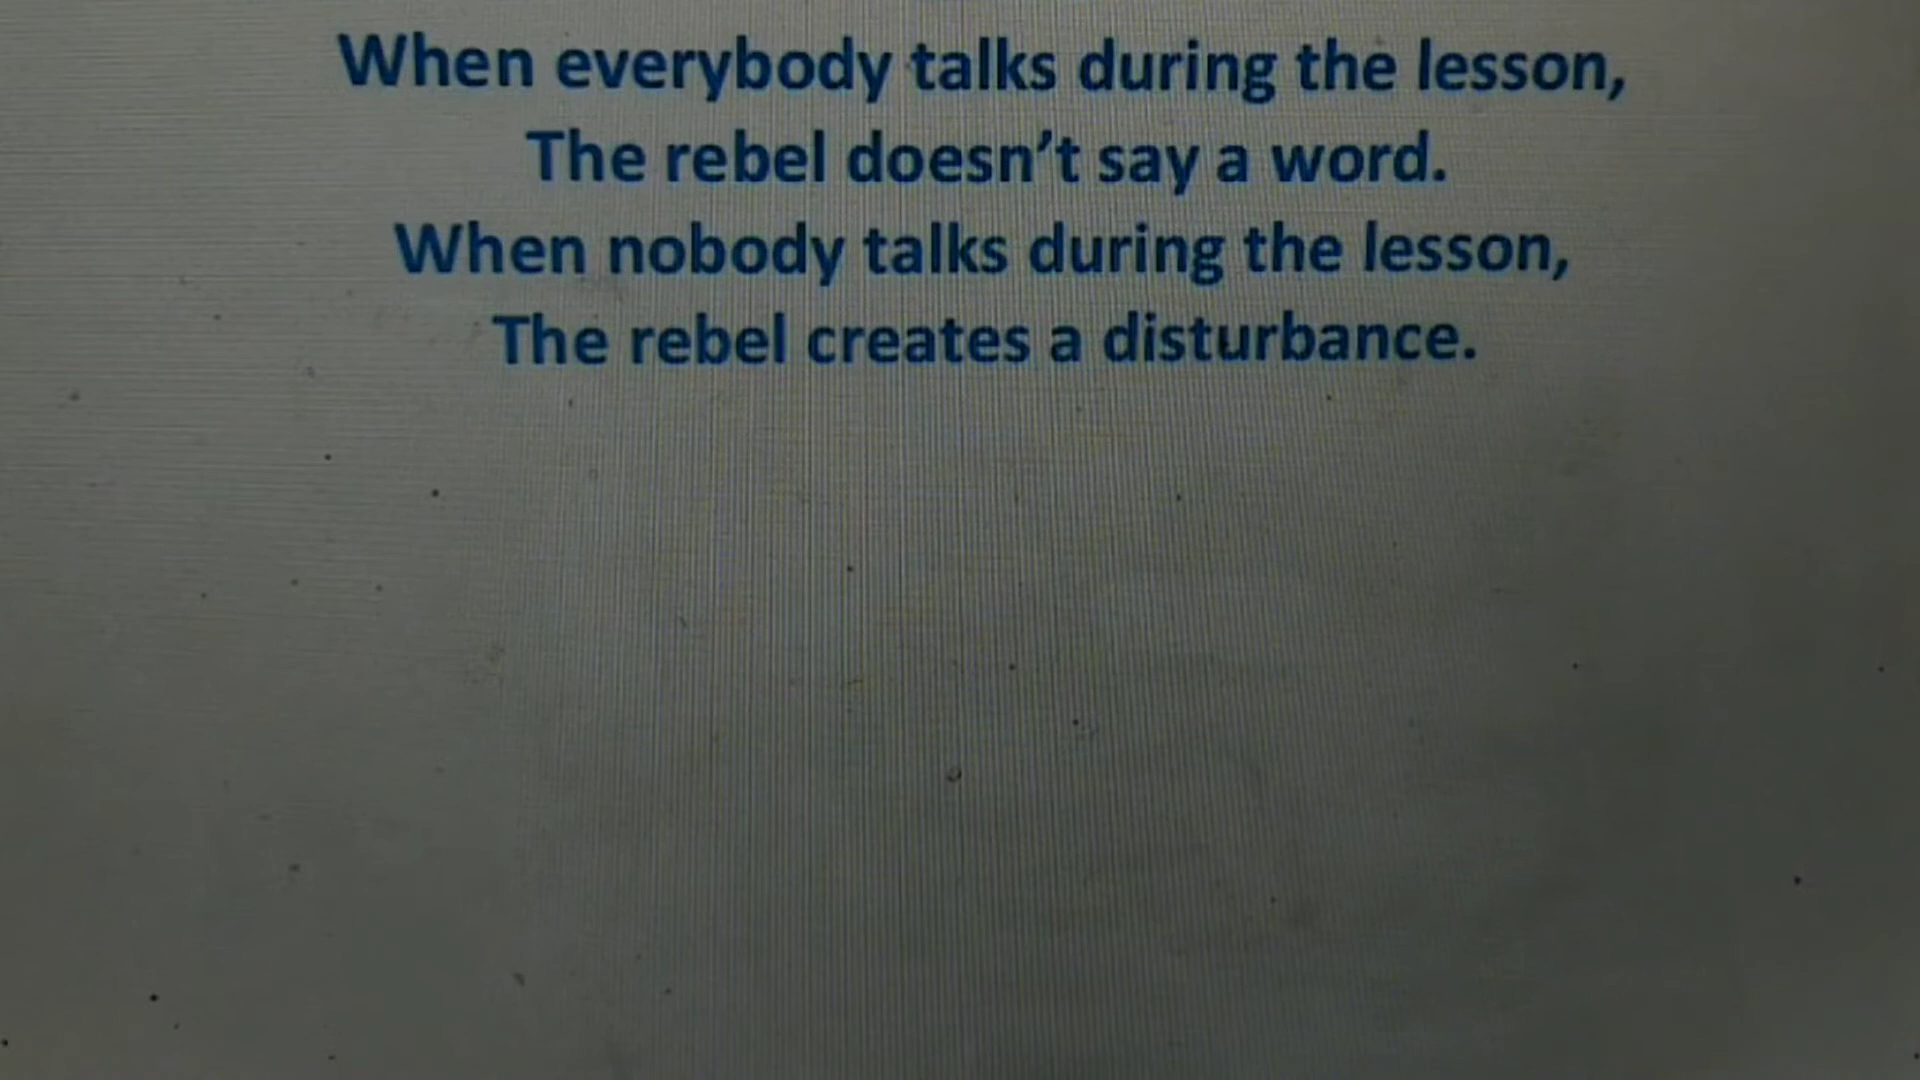 When everybody talks during the lesson,
The rebel doesn’t say a word.
When nobody talks during the lesson,
The rebel creates a disturbance.